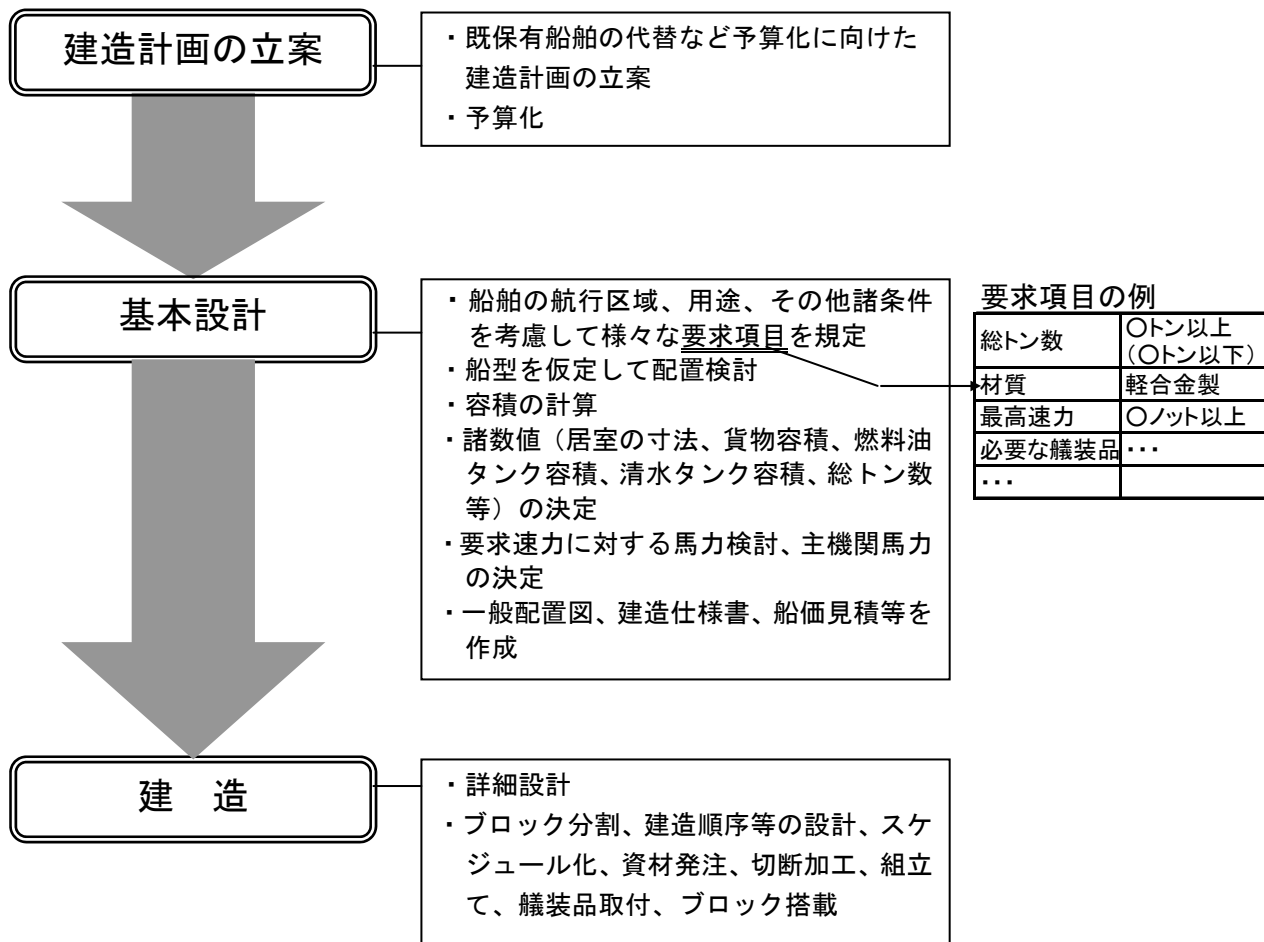 建造計画の立案
・既保有船舶の代替など予算化に向けた
建造計画の立案
・予算化
基本設計
・船舶の航行区域、用途、その他諸条件
を考慮して様々な要求項目を規定
・船型を仮定して配置検討
・容積の計算
・諸数値（居室の寸法、貨物容積、燃料油
タンク容積、清水タンク容積、総トン数
等）の決定
・要求速力に対する馬力検討、主機関馬力
の決定
・一般配置図、建造仕様書、船価見積等を
作成
要求項目の例
総トン数 〇トン以上
（〇トン以下）
材質 軽合金製
最高速力 〇ノット以上
必要な艤装品 ・・・
・・・
建　造
・詳細設計
・ブロック分割、建造順序等の設計、スケ
ジュール化、資材発注、切断加工、組立
て、艤装品取付、ブロック搭載